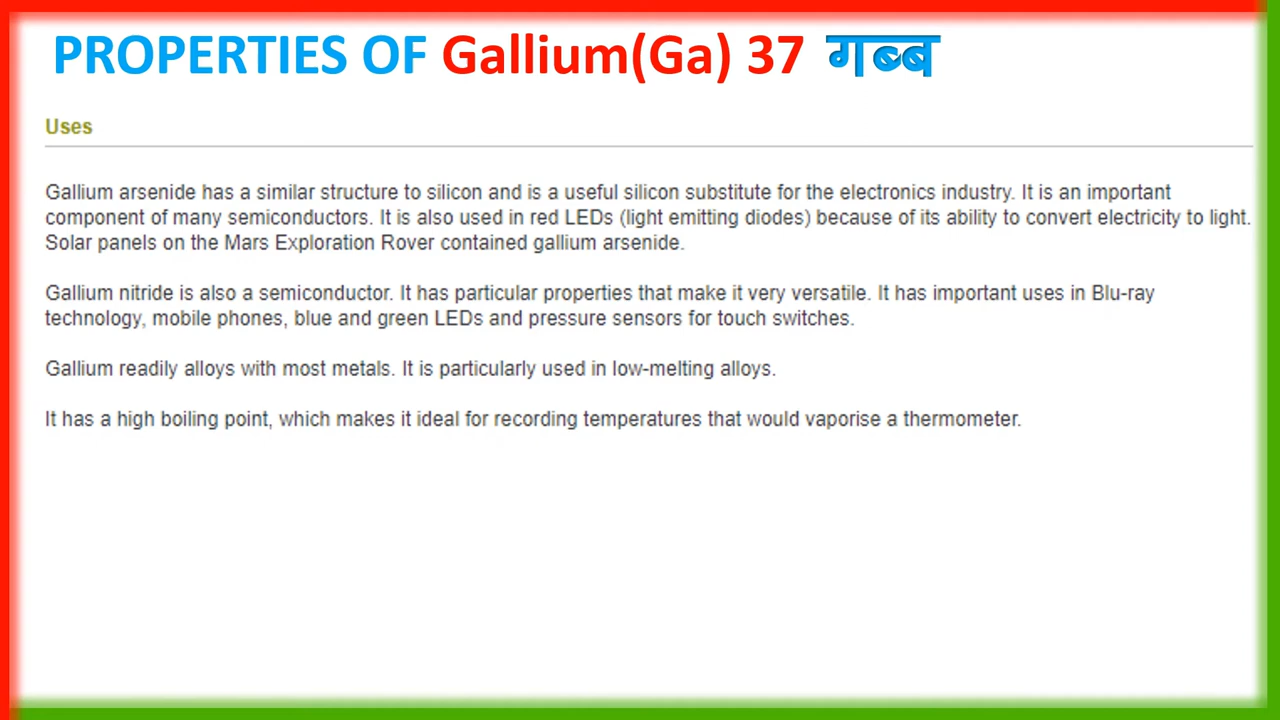 PROPERTIES OF Gallium(Ga) 37 गब्ब
Uses
Gallium arsenide has a similar structure to silicon and is a useful silicon substitute for the electronics industry. It is an important
component of many semiconductors. It is also used in red LEDs (light emitting diodes) because of its ability to convert electricity to light.
Solar panels on the Mars Exploration Rover contained gallium arsenide.
Gallium nitride is also a semiconductor. It has particular properties that make it very versatile. It has important uses in Blu-ray
technology, mobile phones, blue and green LEDs and pressure sensors for touch switches.
Gallium readily alloys with most metals. It is particularly used in low-melting alloys.
It has a high boiling point, which makes it ideal for recording temperatures that would vaporise a thermometer.